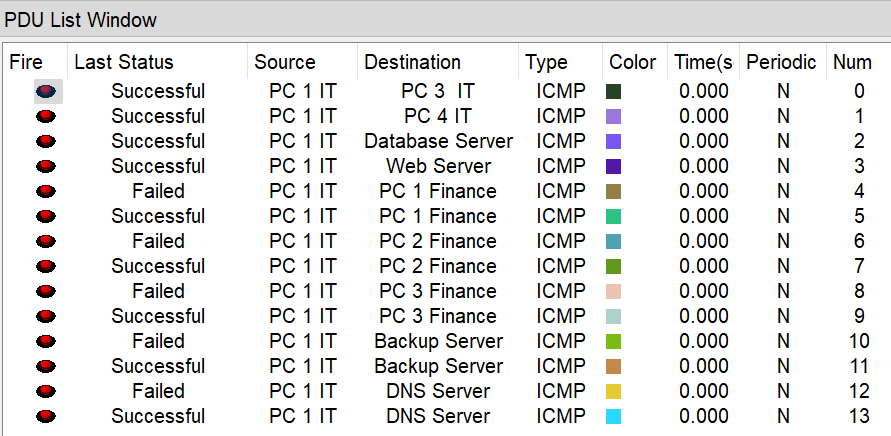 PDU List Window
Fire Last Status Source Destination Type Color Time(s Periodic Num
Successful PC 1 IT PC 3  IT ICMP 0.000 N 0
Successful PC 1 IT PC 4 IT ICMP 0.000 N 1
Successful PC 1 IT Database Server ICMP 0.000 N 2
Successful PC 1 IT Web Server ICMP 0.000 N 3
Failed PC 1 IT PC 1 Finance ICMP 0.000 N 4
Successful PC 1 IT PC 1 Finance ICMP 0.000 N 5
Failed PC 1 IT PC 2 Finance ICMP 0.000 N 6
Successful PC 1 IT PC 2 Finance ICMP 0.000 N 7
Failed PC 1 IT PC 3 Finance ICMP 0.000 N 8
Successful PC 1 IT PC 3 Finance ICMP 0.000 N 9
Failed PC 1 IT Backup Server ICMP 0.000 N 10
Successful PC 1 IT Backup Server ICMP 0.000 N 11
Failed PC 1 IT DNS Server ICMP 0.000 N 12
Successful PC 1 IT DNS Server ICMP 0.000 N 13